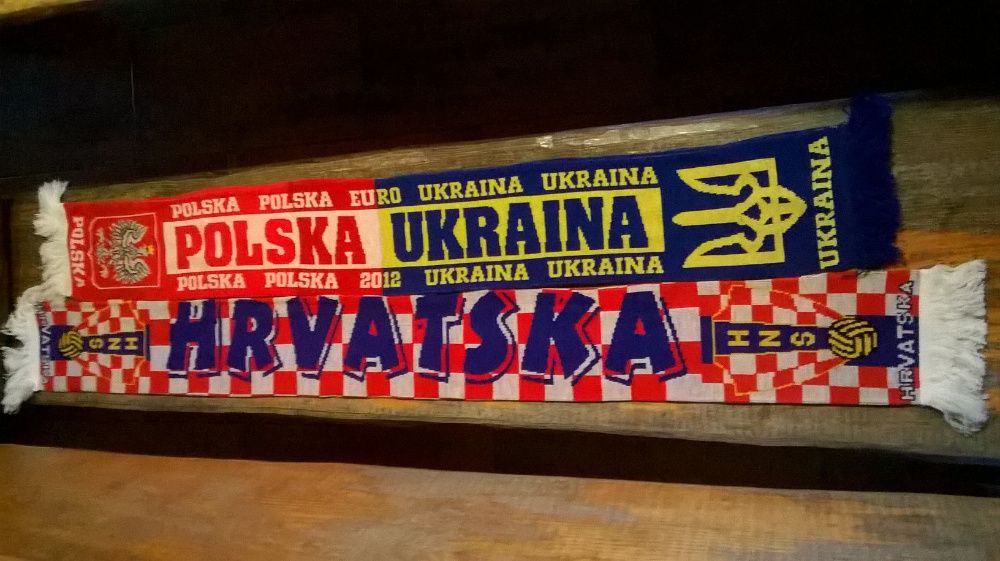 POLSKA POLSKA EURO UKRAINA UKRAINA
POLSKA POLSKA UKRAINA UKRAINA
POLSKA POLSKA 2012 UKRAINA UKRAINA
HRVATSKA HNS HRVATSKA HNS HRVATSKA